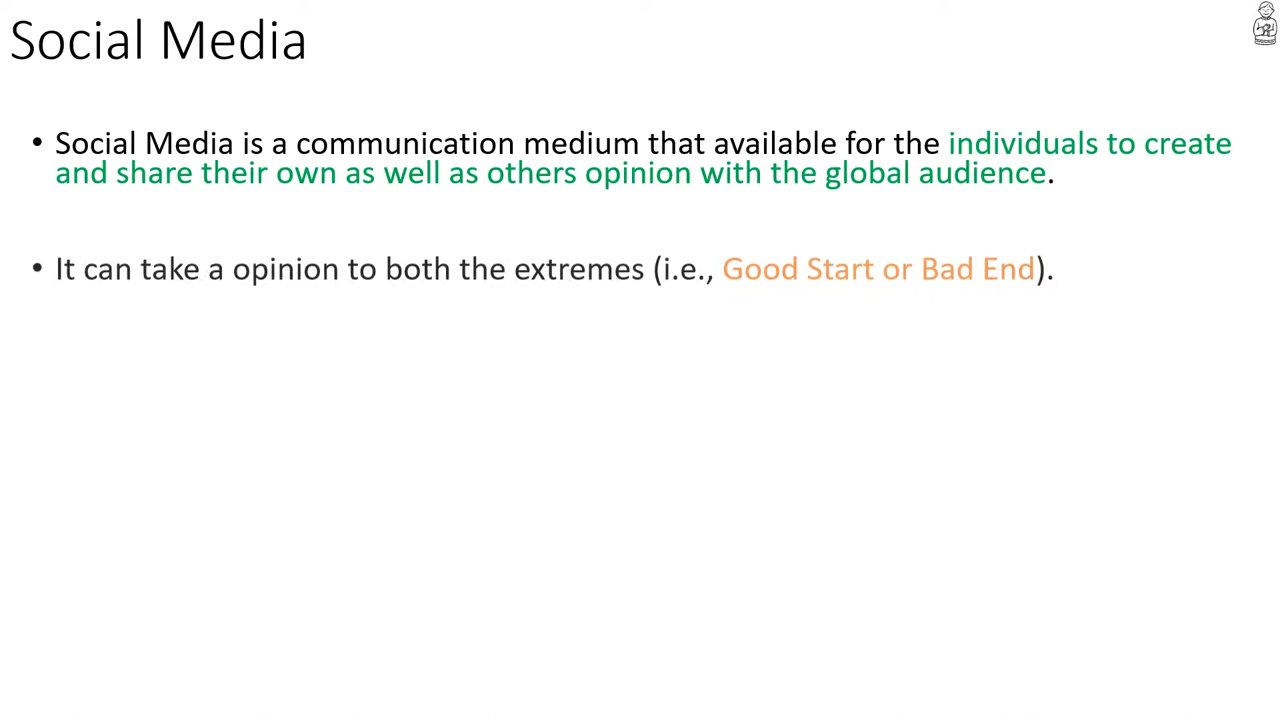 Social Media
• Social Media is a communication medium that available for the individuals to create
and share their own as well as others opinion with the global audience.
• It can take a opinion to both the extremes (i.e., Good Start or Bad End).